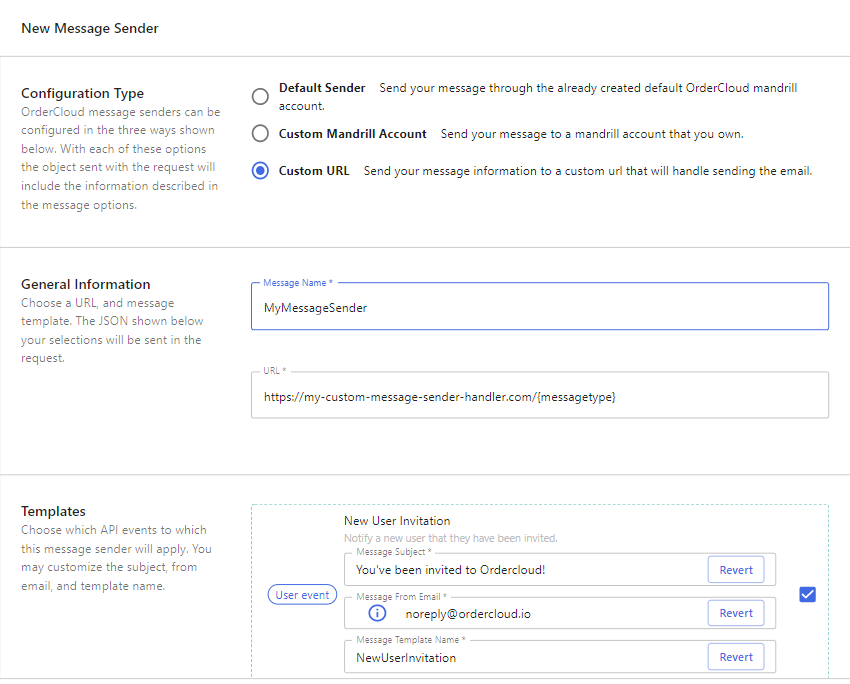 New Message Sender
Configuration Type
OrderCloud message senders can be
configured in the three ways shown
below. With each of these options
the object sent with the request will
include the information described in
the message options.
Default Sender Send your message through the already created default OrderCloud mandrill
account.
Custom Mandrill Account Send your message to a mandrill account that you own.
Custom URL Send your message information to a custom url that will handle sending the email.
General Information
Choose a URL, and message
template. The JSON shown below
your selections will be sent in the
request.
Message Name *
MyMessageSender
URL *
https://my-custom-message-sender-handler.com/{messagetype}
Templates
Choose which API events to which
this message sender will apply. You
may customize the subject, from
email, and template name.
User event
New User Invitation
Notify a new user that they have been invited.
Message Subject *
You've been invited to Ordercloud! Revert
Message From Email *
noreply@ordercloud.io Revert
Message Template Name *
NewUserInvitation Revert